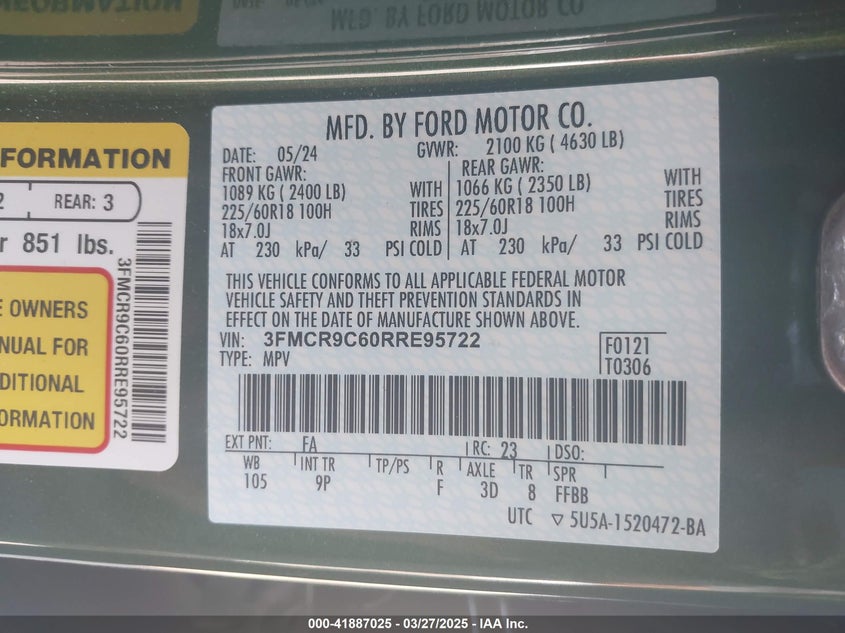 MFD. BY FORD MOTOR CO.
MFD. BY FORD MOTOR CO.
DATE: 05/24 GVWR: 2100 KG ( 4630 LB)
FRONT GAWR: REAR GAWR:
1089 KG ( 2400 LB) WITH 1066 KG ( 2350 LB) WITH
225/60R18 100H TIRES 225/60R18 100H TIRES
18x7.0J RIMS 18x7.0J RIMS
AT 230 kPa/ 33 PSI COLD AT 230 kPa/ 33 PSI COLD
THIS VEHICLE CONFORMS TO ALL APPLICABLE FEDERAL MOTOR
VEHICLE SAFETY AND THEFT PREVENTION STANDARDS IN
EFFECT ON THE DATE OF MANUFACTURE SHOWN ABOVE.
VIN: 3FMCR9C60RRE95722
TYPE: MPV
F0121
T0306
EXT PNT: FA RC: 23 DSO:
WB INT TR TP/PS R AXLE TR SPR
105 9P F 3D 8 FFBB
UTC ▽ 5U5A-1520472-BA
FORMATION
2 REAR: 3
r 851 lbs.
3FMCR9C60RRE95722
E OWNERS
NUAL FOR
DITIONAL
ORMATION
000-41887025 - 03/27/2025 - IAA Inc.